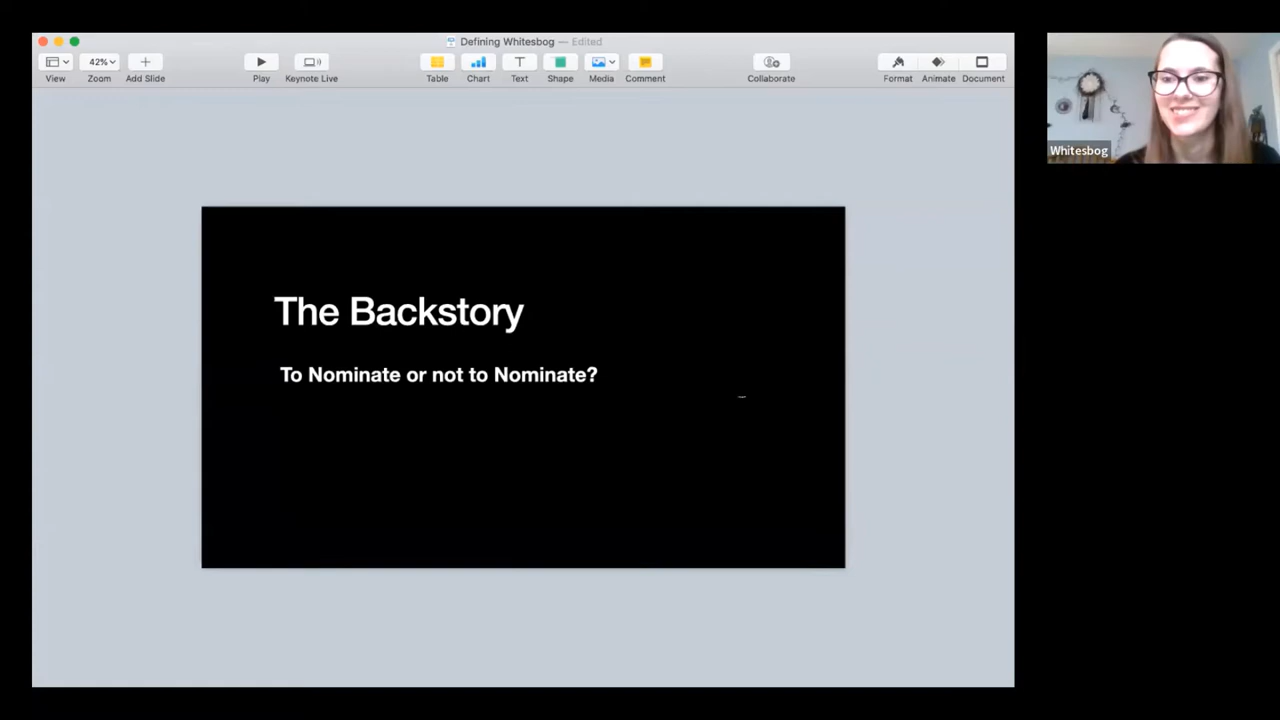 Defining Whitesbog — Edited
42%
View
Zoom
Add Slide
Play
Keynote Live
Table
Chart
Text
Shape
Media
Comment
Collaborate
Format
Animate
Document
Whitesbog
The Backstory
To Nominate or not to Nominate?